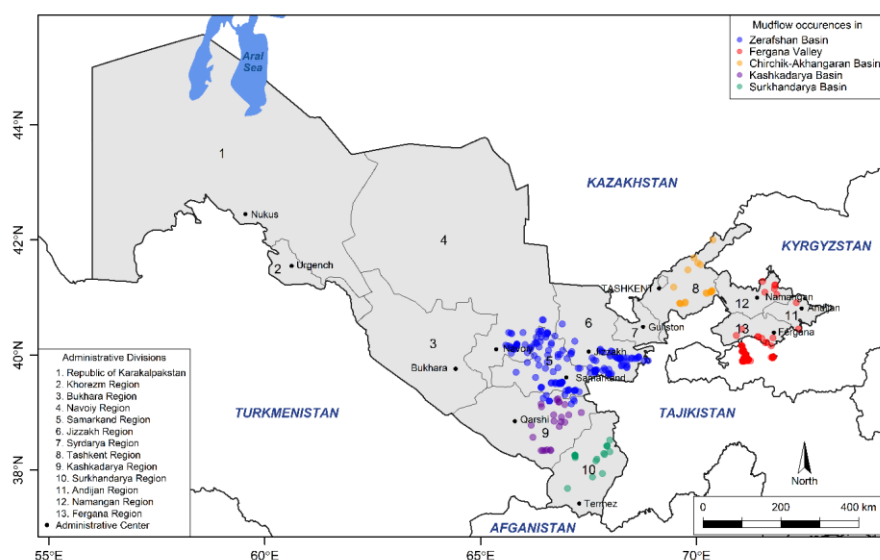 Mudflow occurences in
Zerafshan Basin
Fergana Valley
Chirchik-Akhangaran Basin
Kashkadarya Basin
Surkhandarya Basin
Aral
Sea
44°N
42°N
40°N
38°N
1
KAZAKHSTAN
Nukus
4
KYRGYZSTAN
2
Urgench
TASHKENT
8
12
Namangan
11
Andijan
6
7
Guliston
13
Fergana
3
Navoiy
Jizzakh
5
Bukhara
Samarkand
TURKMENISTAN
Qarshi
9
TAJIKISTAN
10
Termez
AFGANISTAN
Administrative Divisions
1. Republic of Karakalpakstan
2. Khorezm Region
3. Bukhara Region
4. Navoiy Region
5. Samarkand Region
6. Jizzakh Region
7. Syrdarya Region
8. Tashkent Region
9. Kashkadarya Region
10. Surkhandarya Region
11. Andijan Region
12. Namangan Region
13. Fergana Region
Administrative Center
North
0 200 400 km
55°E 60°E 65°E 70°E